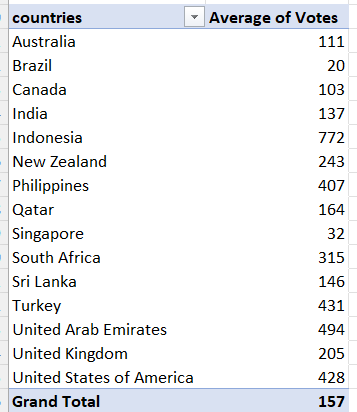 countries Average of Votes
Australia 111
Brazil 20
Canada 103
India 137
Indonesia 772
New Zealand 243
Philippines 407
Qatar 164
Singapore 32
South Africa 315
Sri Lanka 146
Turkey 431
United Arab Emirates 494
United Kingdom 205
United States of America 428
Grand Total 157